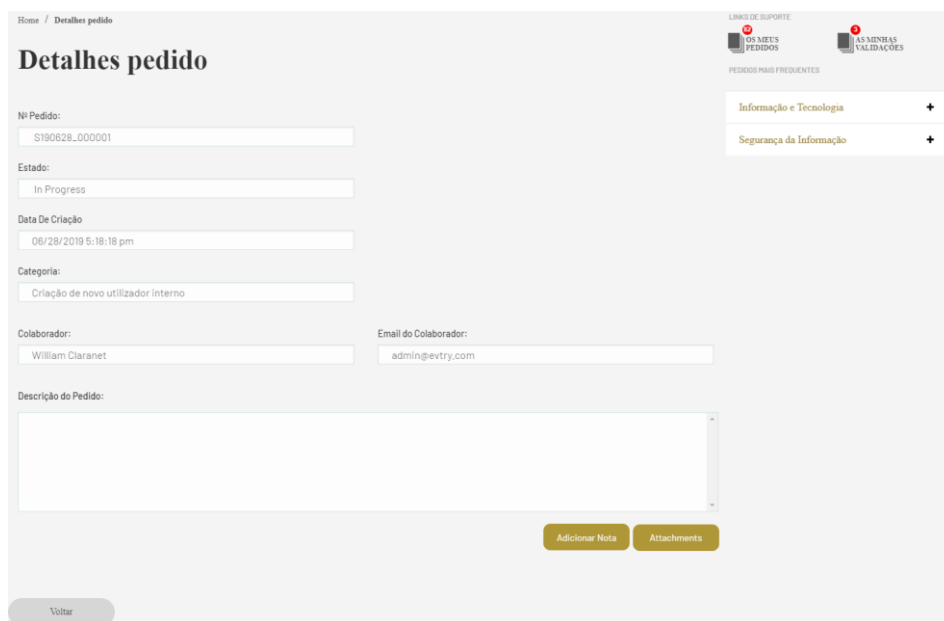 Home / Detalhes pedido
Detalhes pedido
Nº Pedido:
S190628_000001
Estado:
In Progress
Data De Criação
06/28/2019 5:18:18 pm
Categoria:
Criação de novo utilizador interno
Colaborador:
William Claranet
Email do Colaborador:
admin@evtry.com
Descrição do Pedido:
Adicionar Nota
Attachments
Voltar
LINKS DE SUPORTE
OS MEUS
PEDIDOS
3
AS MINHAS
VALIDAÇÕES
PEDIDOS MAIS FREQUENTES
Informação e Tecnologia +
Segurança da Informação +